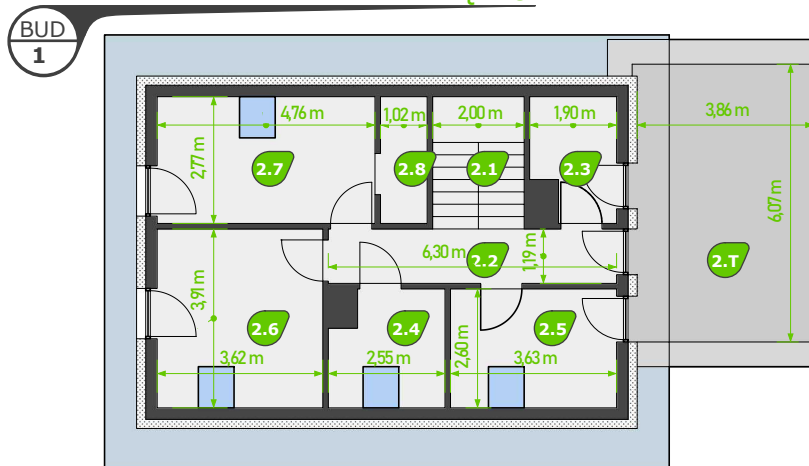 BUD
1
4,76 m
1,02 m
2,00 m
1,90 m
3,86 m
2,77 m
2.7
2.8
2.1
2.3
6,07 m
6,30 m
2.2
1,19 m
2.T
3,91 m
2.6
2.4
2.5
2,60 m
3,62 m
2,55 m
3,63 m